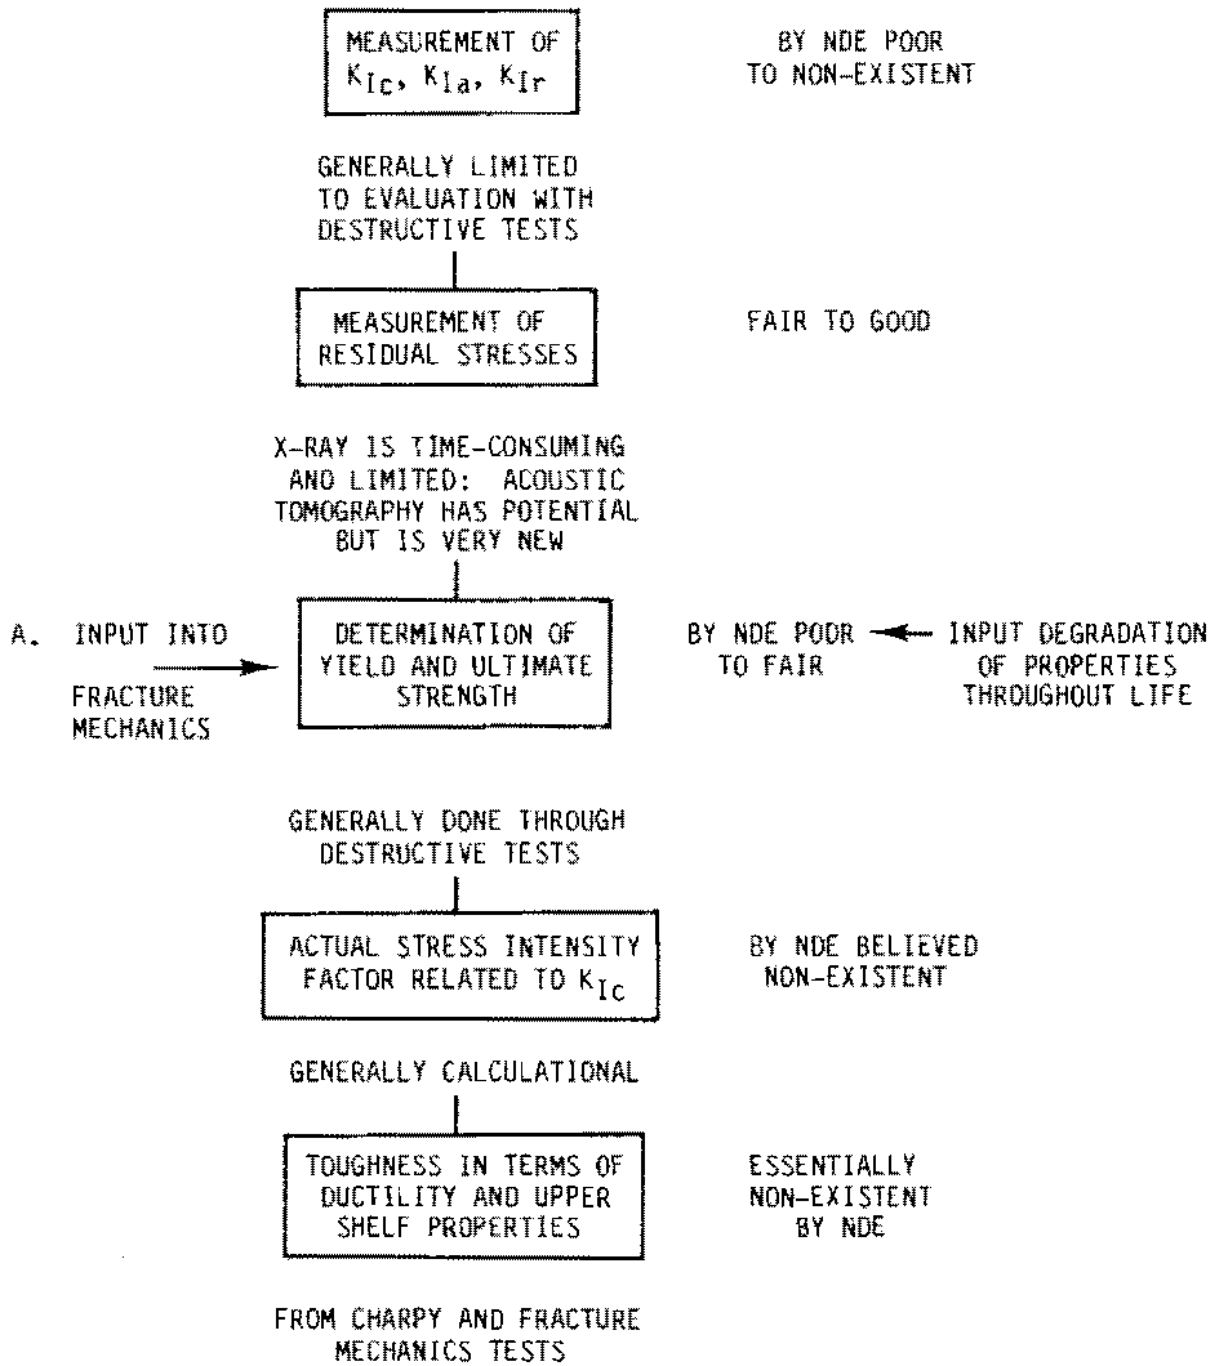 MEASUREMENT OF
K_Ic, K_Ia, K_Ir
BY NDE POOR
TO NON-EXISTENT
GENERALLY LIMITED
TO EVALUATION WITH
DESTRUCTIVE TESTS
MEASUREMENT OF
RESIDUAL STRESSES
FAIR TO GOOD
X-RAY IS TIME-CONSUMING
AND LIMITED: ACOUSTIC
TOMOGRAPHY HAS POTENTIAL
BUT IS VERY NEW
A. INPUT INTO
FRACTURE
MECHANICS
DETERMINATION OF
YIELD AND ULTIMATE
STRENGTH
BY NDE POOR
TO FAIR
INPUT DEGRADATION
OF PROPERTIES
THROUGHOUT LIFE
GENERALLY DONE THROUGH
DESTRUCTIVE TESTS
ACTUAL STRESS INTENSITY
FACTOR RELATED TO K_Ic
BY NDE BELIEVED
NON-EXISTENT
GENERALLY CALCULATIONAL
TOUGHNESS IN TERMS OF
DUCTILITY AND UPPER
SHELF PROPERTIES
ESSENTIALLY
NON-EXISTENT
BY NDE
FROM CHARPY AND FRACTURE
MECHANICS TESTS